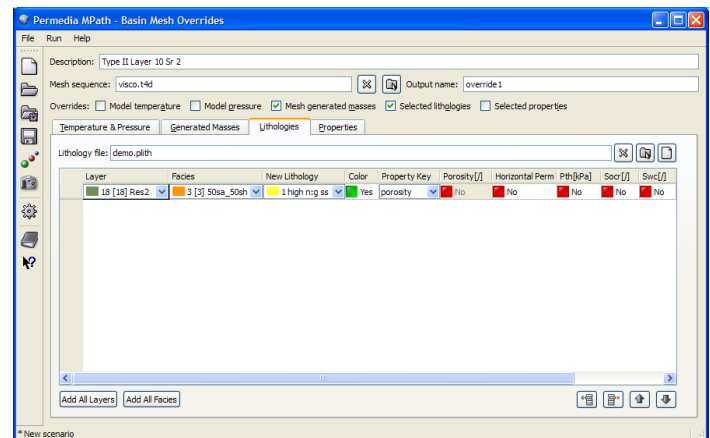 Permedia MPath - Basin Mesh Overrides
File Run Help
Description: Type II Layer 10 Sr 2
Mesh sequence: visco.t4d Output name: override1
Overrides: Model temperature Model pressure Mesh generated masses Selected lithologies Selected properties
Temperature & Pressure Generated Masses Lithologies Properties
Lithology file: demo.plith
Layer Facies New Lithology Color Property Key Porosity[/] Horizontal Perm Pth[kPa] Socr[/] Swc[/]
18 [18] Res2 3 [3] 50sa_50sh 1 high n:g ss Yes porosity No No No No No
Add All Layers Add All Facies
* New scenario